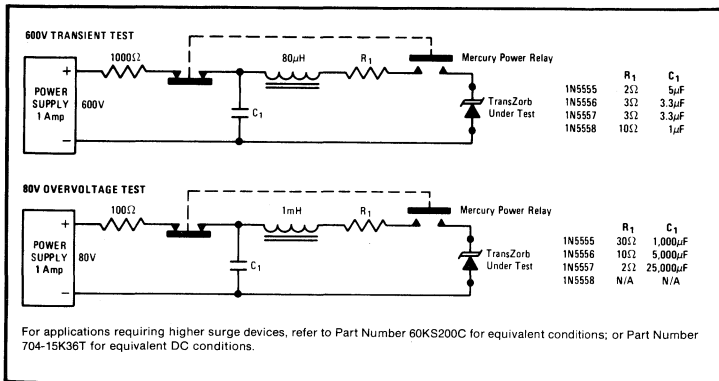 600V TRANSIENT TEST
1000Ω
80μH
R1
Mercury Power Relay
+
POWER
SUPPLY
1 Amp
−
600V
C1
TransZorb
Under Test
R1 C1
1N5555 2Ω 5μF
1N5556 3Ω 3.3μF
1N5557 3Ω 3.3μF
1N5558 10Ω 1μF
80V OVERVOLTAGE TEST
100Ω
1mH
R1
Mercury Power Relay
+
POWER
SUPPLY
1 Amp
−
80V
C1
TransZorb
Under Test
R1 C1
1N5555 30Ω 1,000μF
1N5556 10Ω 5,000μF
1N5557 2Ω 25,000μF
1N5558 N/A N/A
For applications requiring higher surge devices, refer to Part Number 60KS200C for equivalent conditions; or Part Number
704-15K36T for equivalent DC conditions.